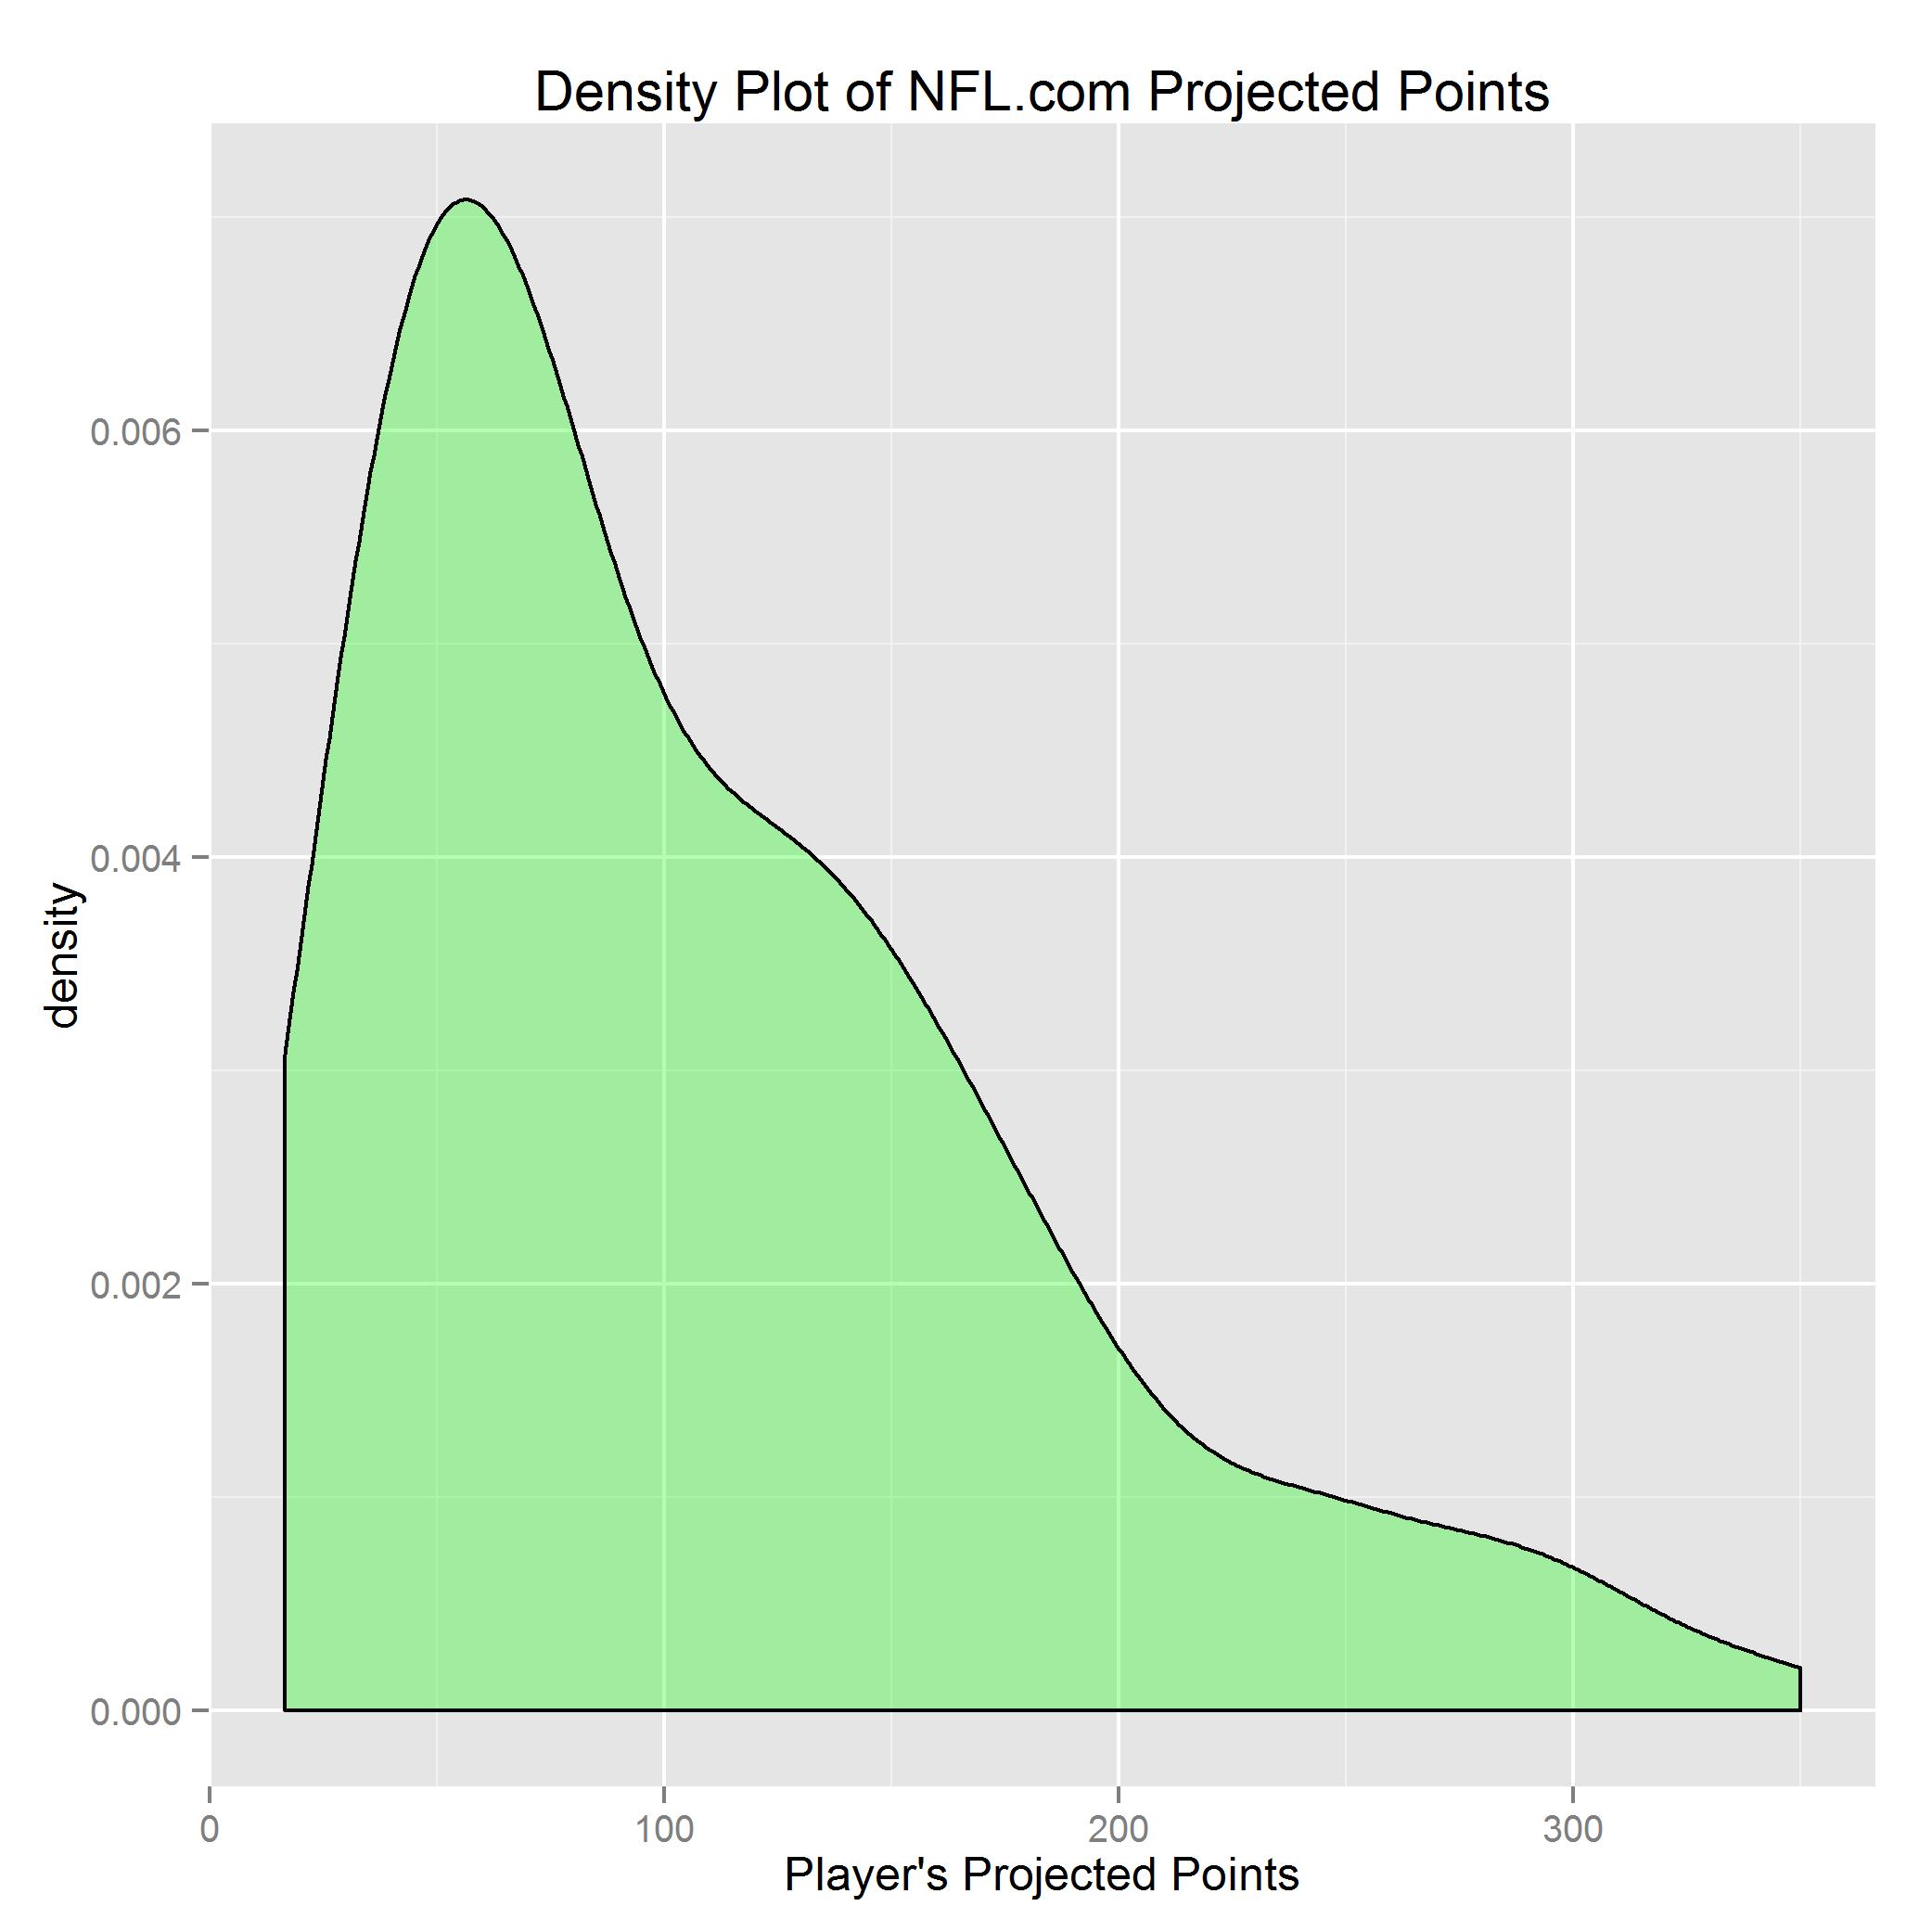 Density Plot of NFL.com Projected Points
density
0.006
0.004
0.002
0.000
0 100 200 300
Player's Projected Points